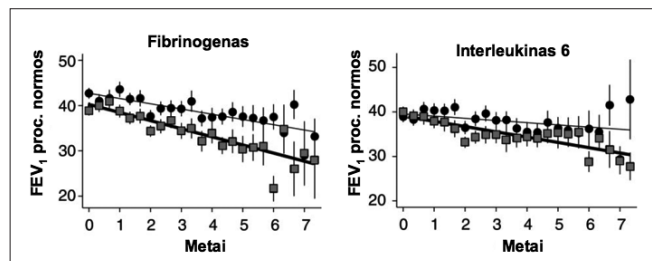 Fibrinogenas
FEV₁ proc. normos
50
40
30
20
0 1 2 3 4 5 6 7
Metai
Interleukinas 6
FEV₁ proc. normos
50
40
30
20
0 1 2 3 4 5 6 7
Metai